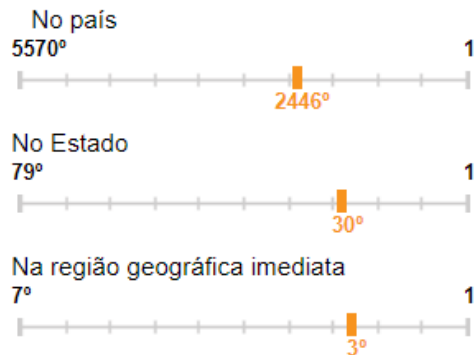 No país
5570º 1
2446º
No Estado
79º 1
30º
Na região geográfica imediata
7º 1
3º